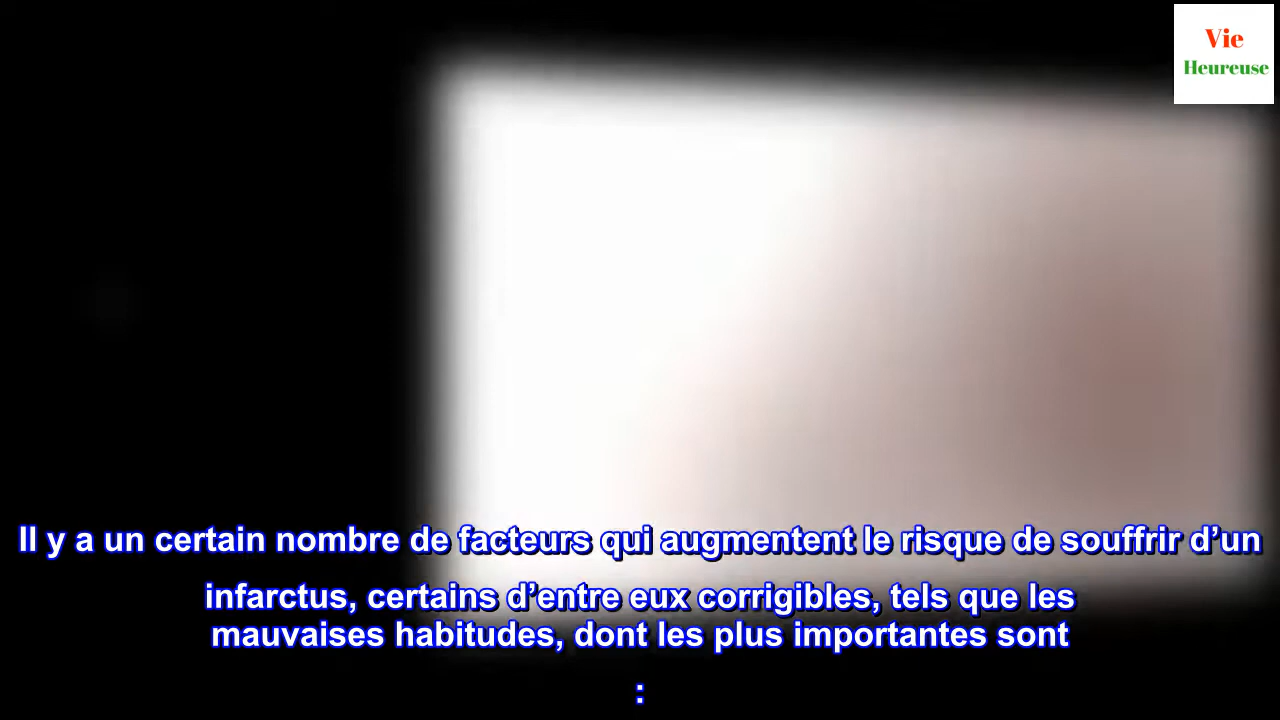 Vie
Heureuse
Il y a un certain nombre de facteurs qui augmentent le risque de souffrir d’un
infarctus, certains d’entre eux corrigibles, tels que les
mauvaises habitudes, dont les plus importantes sont
: